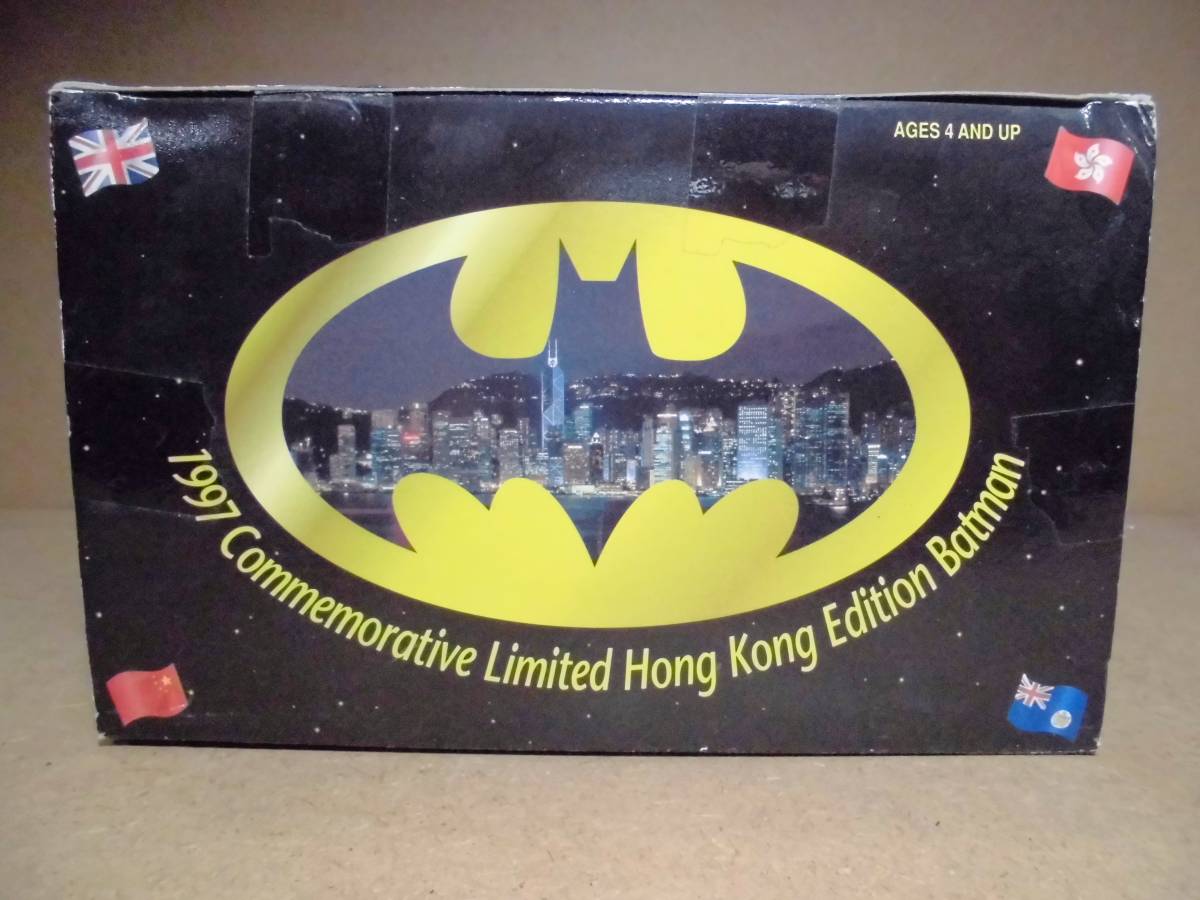 AGES 4 AND UP
1997 Commemorative Limited Hong Kong Edition Batman